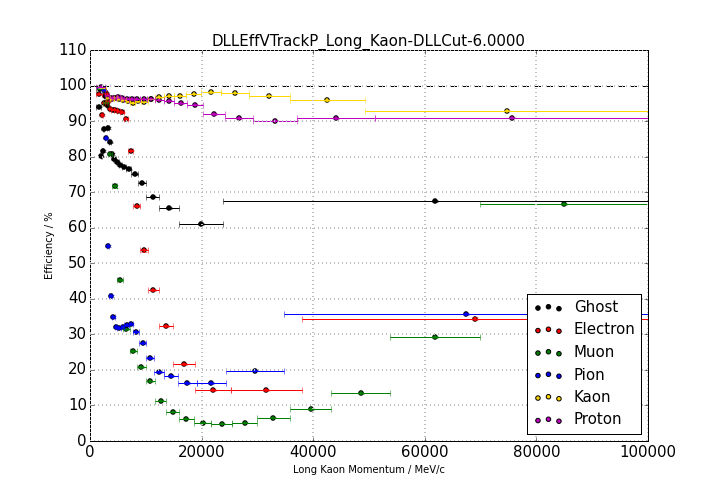 DLLEffVTrackP_Long_Kaon-DLLCut-6.0000
110
100
90
80
70
60
50
40
30
20
10
0
Efficiency / %
0 20000 40000 60000 80000 100000
Long Kaon Momentum / MeV/c
Ghost
Electron
Muon
Pion
Kaon
Proton